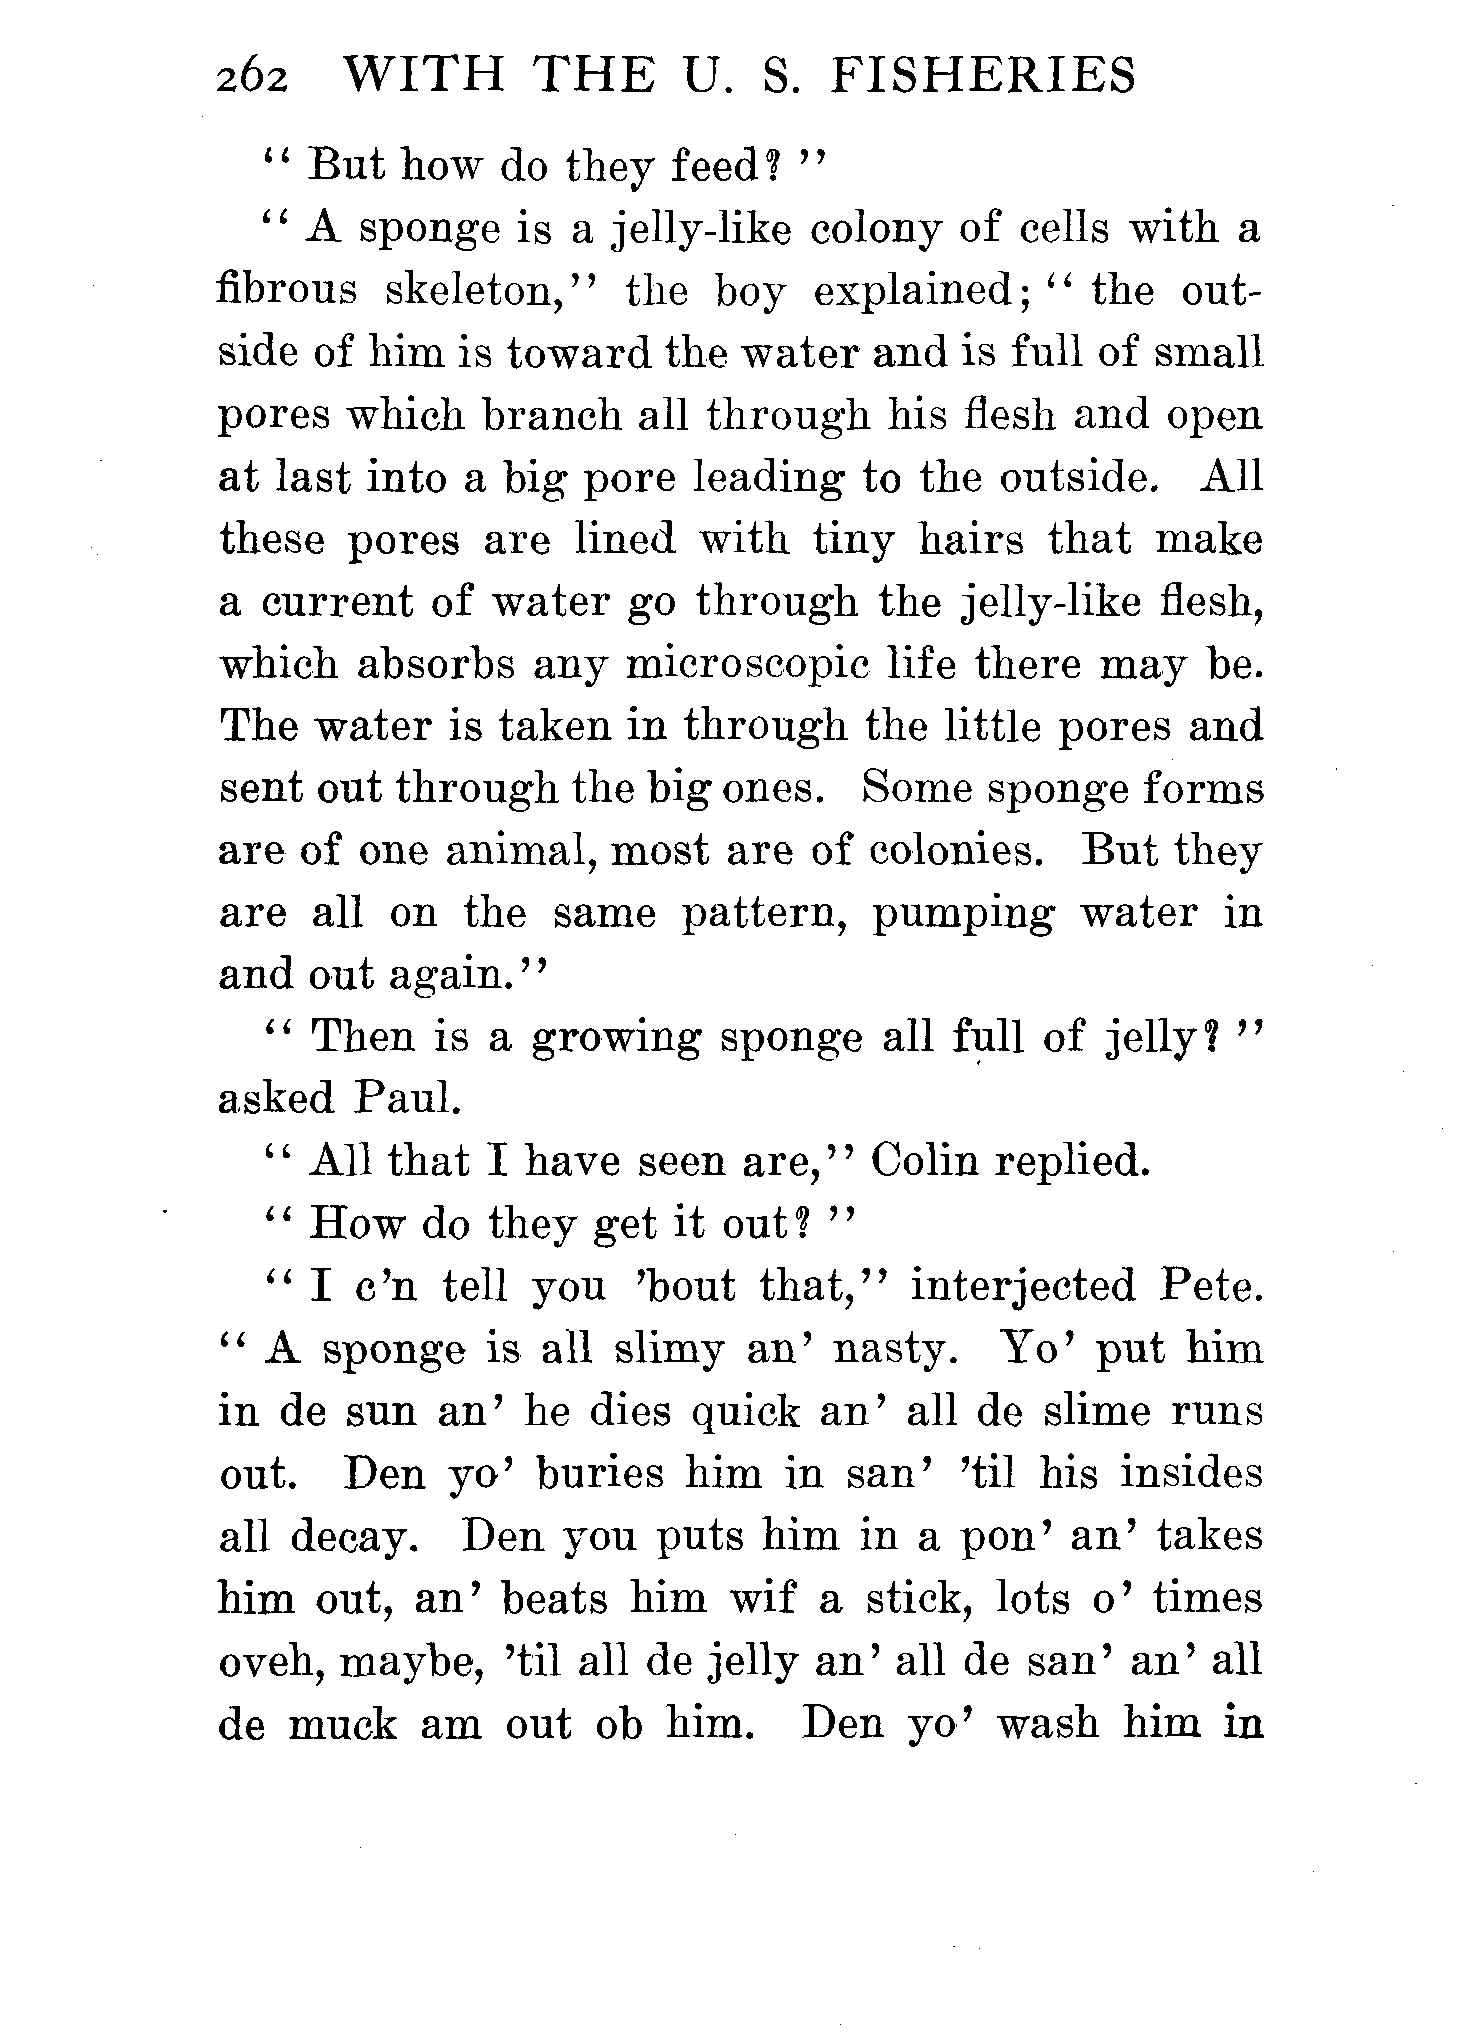 262 WITH THE U. S. FISHERIES
“ But how do they feed? ”
“ A sponge is a jelly-like colony of cells with a
fibrous skeleton,” the boy explained; “ the out-
side of him is toward the water and is full of small
pores which branch all through his flesh and open
at last into a big pore leading to the outside. All
these pores are lined with tiny hairs that make
a current of water go through the jelly-like flesh,
which absorbs any microscopic life there may be.
The water is taken in through the little pores and
sent out through the big ones. Some sponge forms
are of one animal, most are of colonies. But they
are all on the same pattern, pumping water in
and out again.”
“ Then is a growing sponge all full of jelly? ”
asked Paul.
“ All that I have seen are,” Colin replied.
“ How do they get it out? ”
“ I c’n tell you ’bout that,” interjected Pete.
“ A sponge is all slimy an’ nasty. Yo’ put him
in de sun an’ he dies quick an’ all de slime runs
out. Den yo’ buries him in san’ ’til his insides
all decay. Den you puts him in a pon’ an’ takes
him out, an’ beats him wif a stick, lots o’ times
oveh, maybe, ’til all de jelly an’ all de san’ an’ all
de muck am out ob him. Den yo’ wash him in